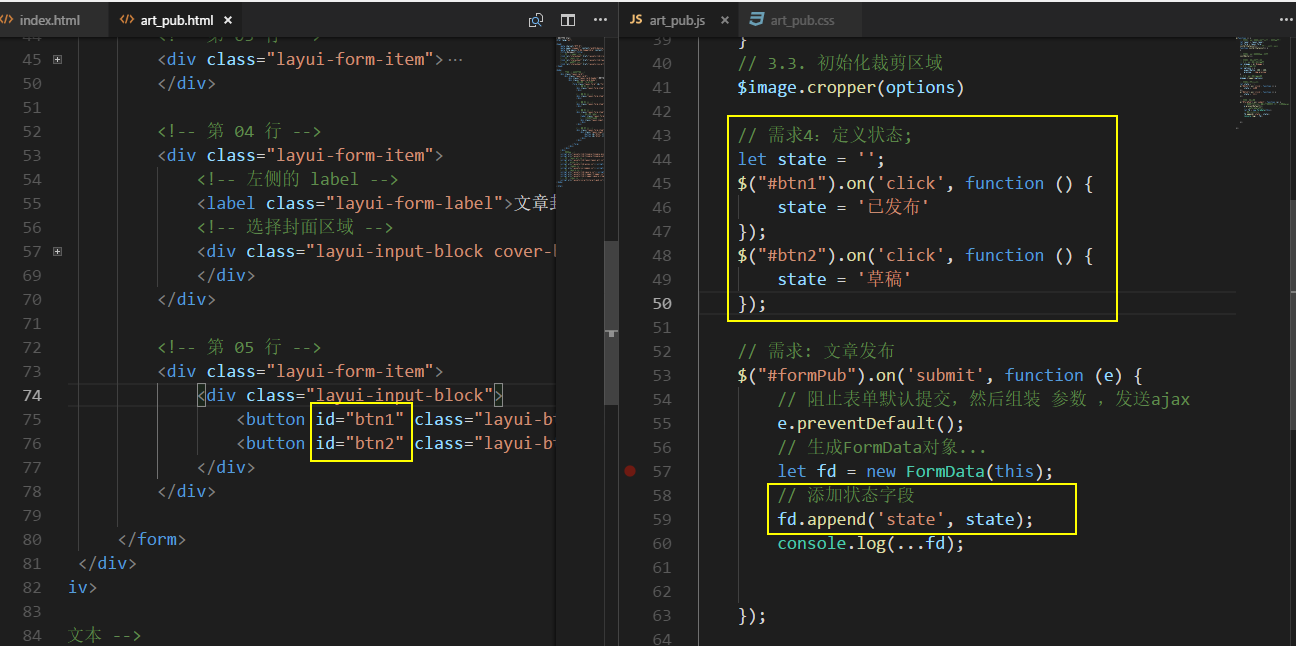 index.html
art_pub.html ×
45 <div class="layui-form-item">…
50 </div>
51
52 <!-- 第 04 行 -->
53 <div class="layui-form-item">
54 <!-- 左侧的 label -->
55 <label class="layui-form-label">文章
56 <!-- 选择封面区域 -->
57 <div class="layui-input-block cover-
69 </div>
70 </div>
71
72 <!-- 第 05 行 -->
73 <div class="layui-form-item">
74 <div class="layui-input-block">
75 <button id="btn1" class="layui-bt
76 <button id="btn2" class="layui-bt
77 </div>
78 </div>
79
80 </form>
81 </div>
82 iv>
83
84 文本 -->
JS art_pub.js ×
art_pub.css
39 }
40 // 3.3. 初始化裁剪区域
41 $image.cropper(options)
42
43 // 需求4：定义状态;
44 let state = '';
45 $("#btn1").on('click', function () {
46 state = '已发布'
47 });
48 $("#btn2").on('click', function () {
49 state = '草稿'
50 });
51
52 // 需求: 文章发布
53 $("#formPub").on('submit', function (e) {
54 // 阻止表单默认提交，然后组装 参数 ，发送ajax
55 e.preventDefault();
56 // 生成FormData对象...
57 let fd = new FormData(this);
58 // 添加状态字段
59 fd.append('state', state);
60 console.log(...fd);
61
62
63 });
64